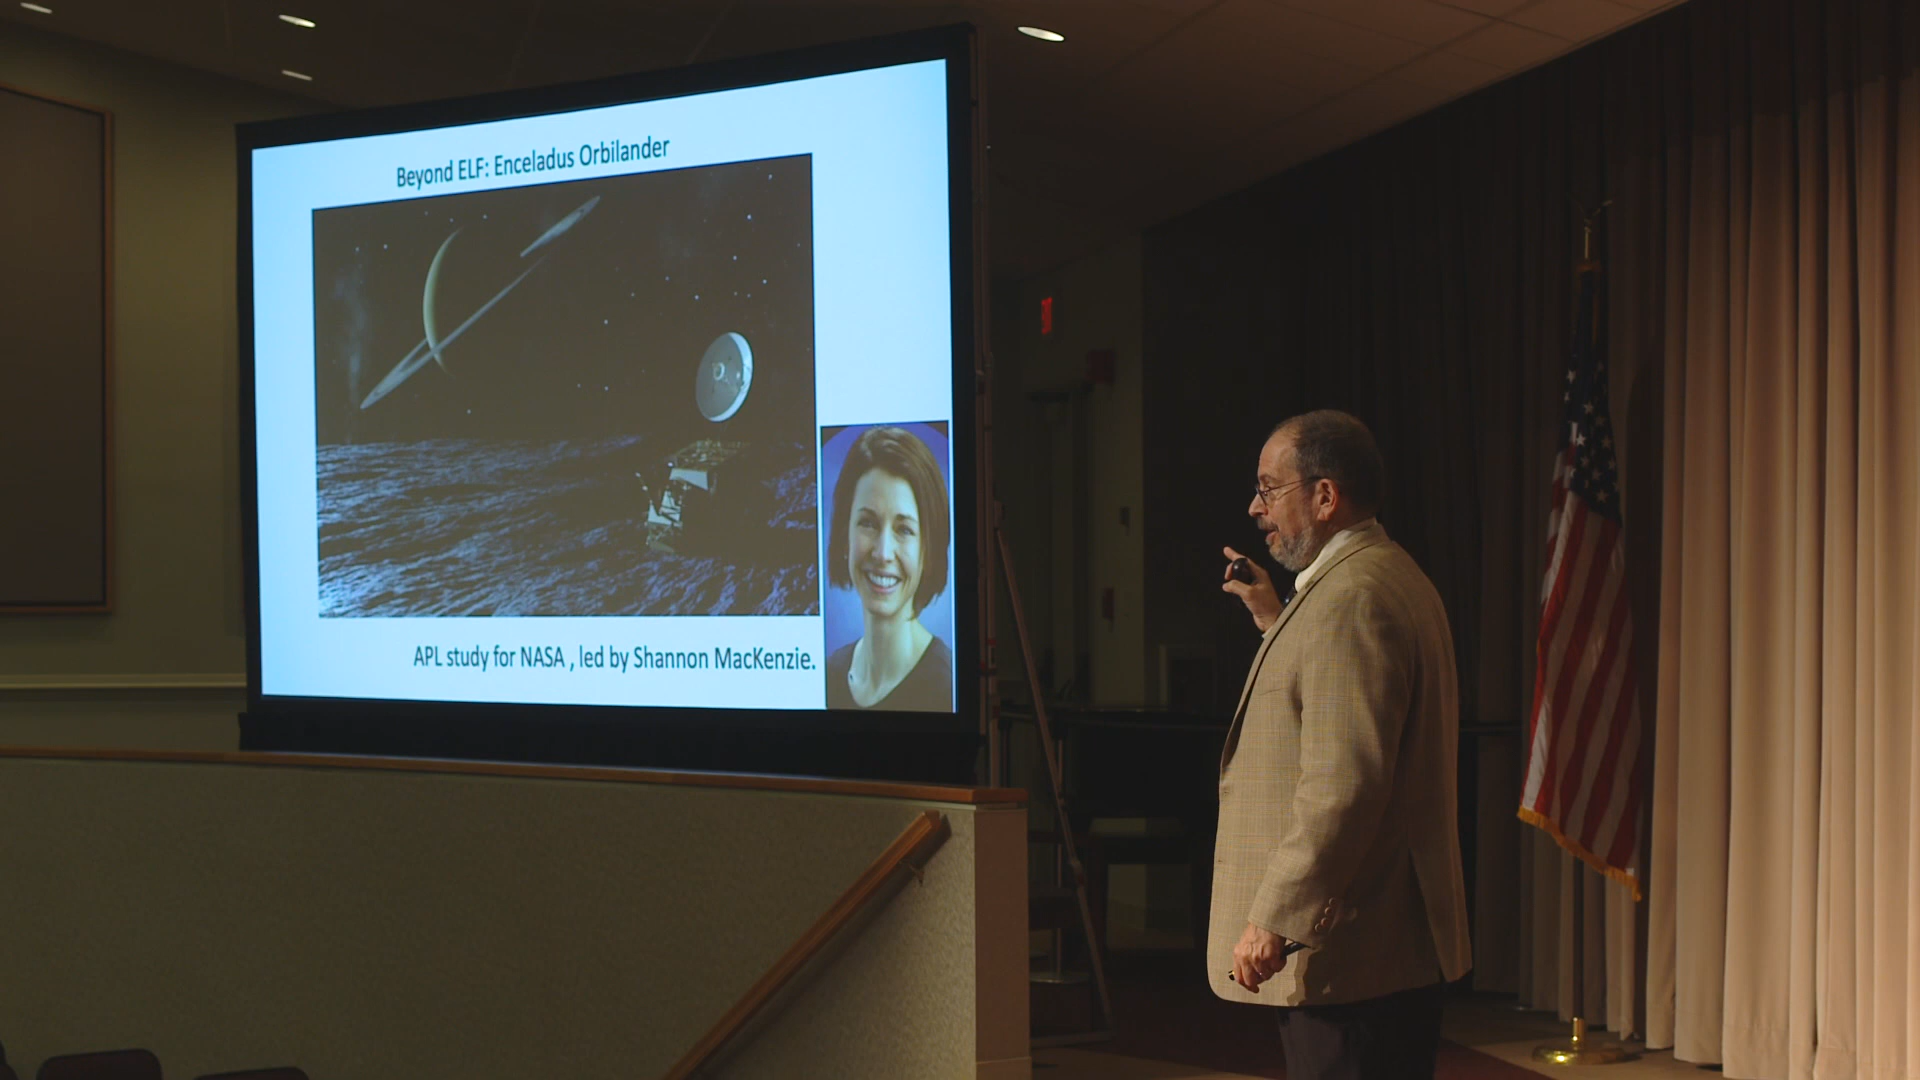 Beyond ELF: Enceladus Orbilander
APL study for NASA , led by Shannon MacKenzie.